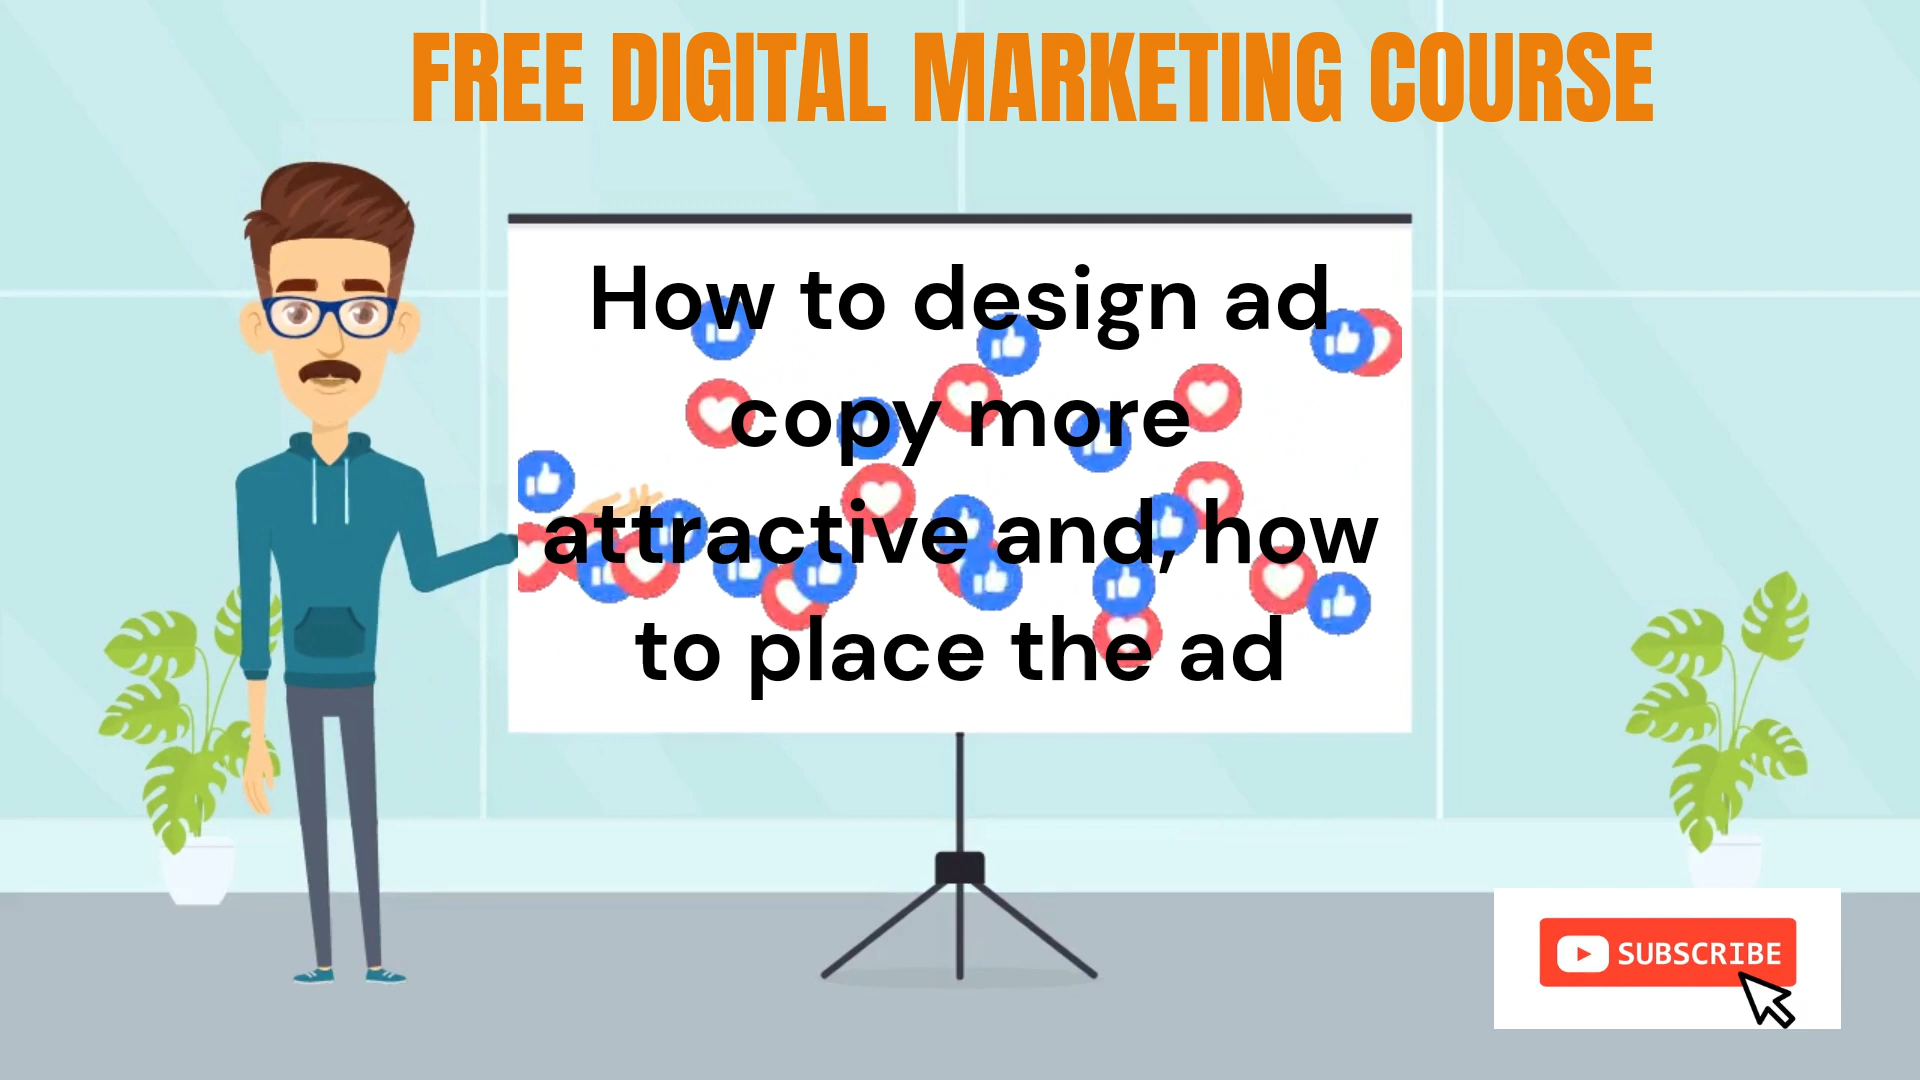 FREE DIGITAL MARKETING COURSE
How to design ad
copy more
attractive and, how
to place the ad
SUBSCRIBE